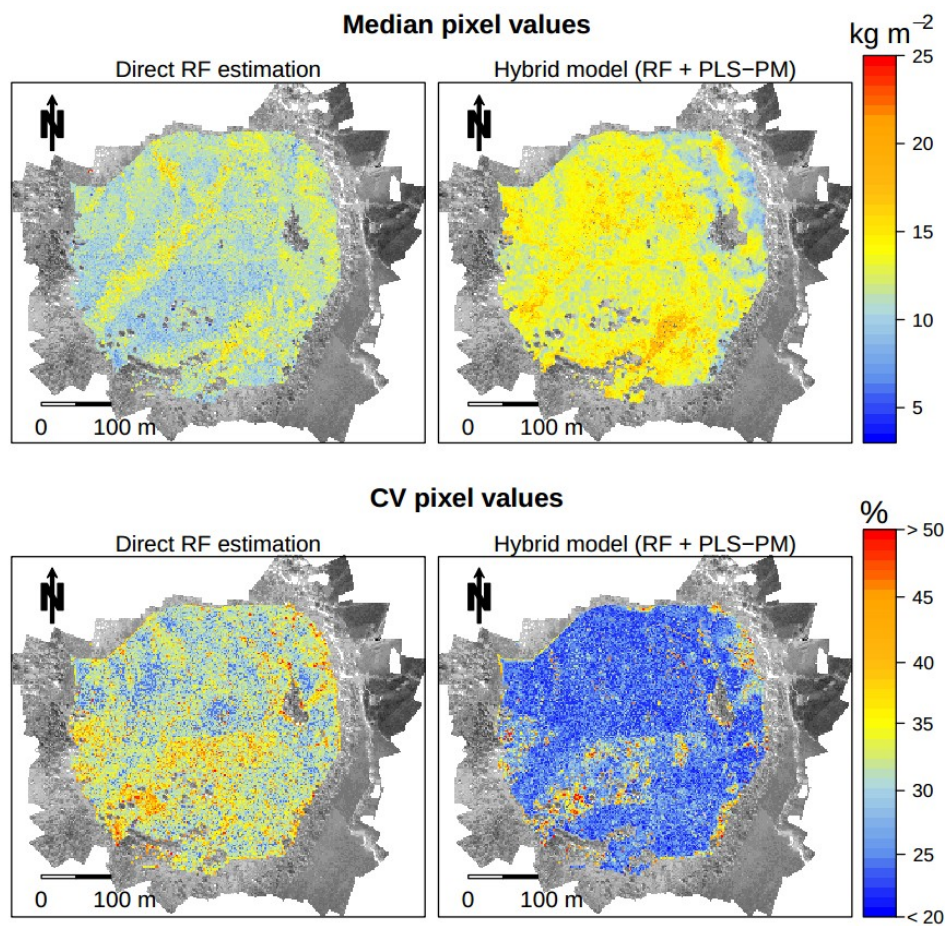 Median pixel values
kg m−2
Direct RF estimation
Hybrid model (RF + PLS−PM)
N
N
25
20
15
10
5
0 100 m
0 100 m
CV pixel values
%
Direct RF estimation
Hybrid model (RF + PLS−PM)
N
N
> 50
45
40
35
30
25
< 20
0 100 m
0 100 m